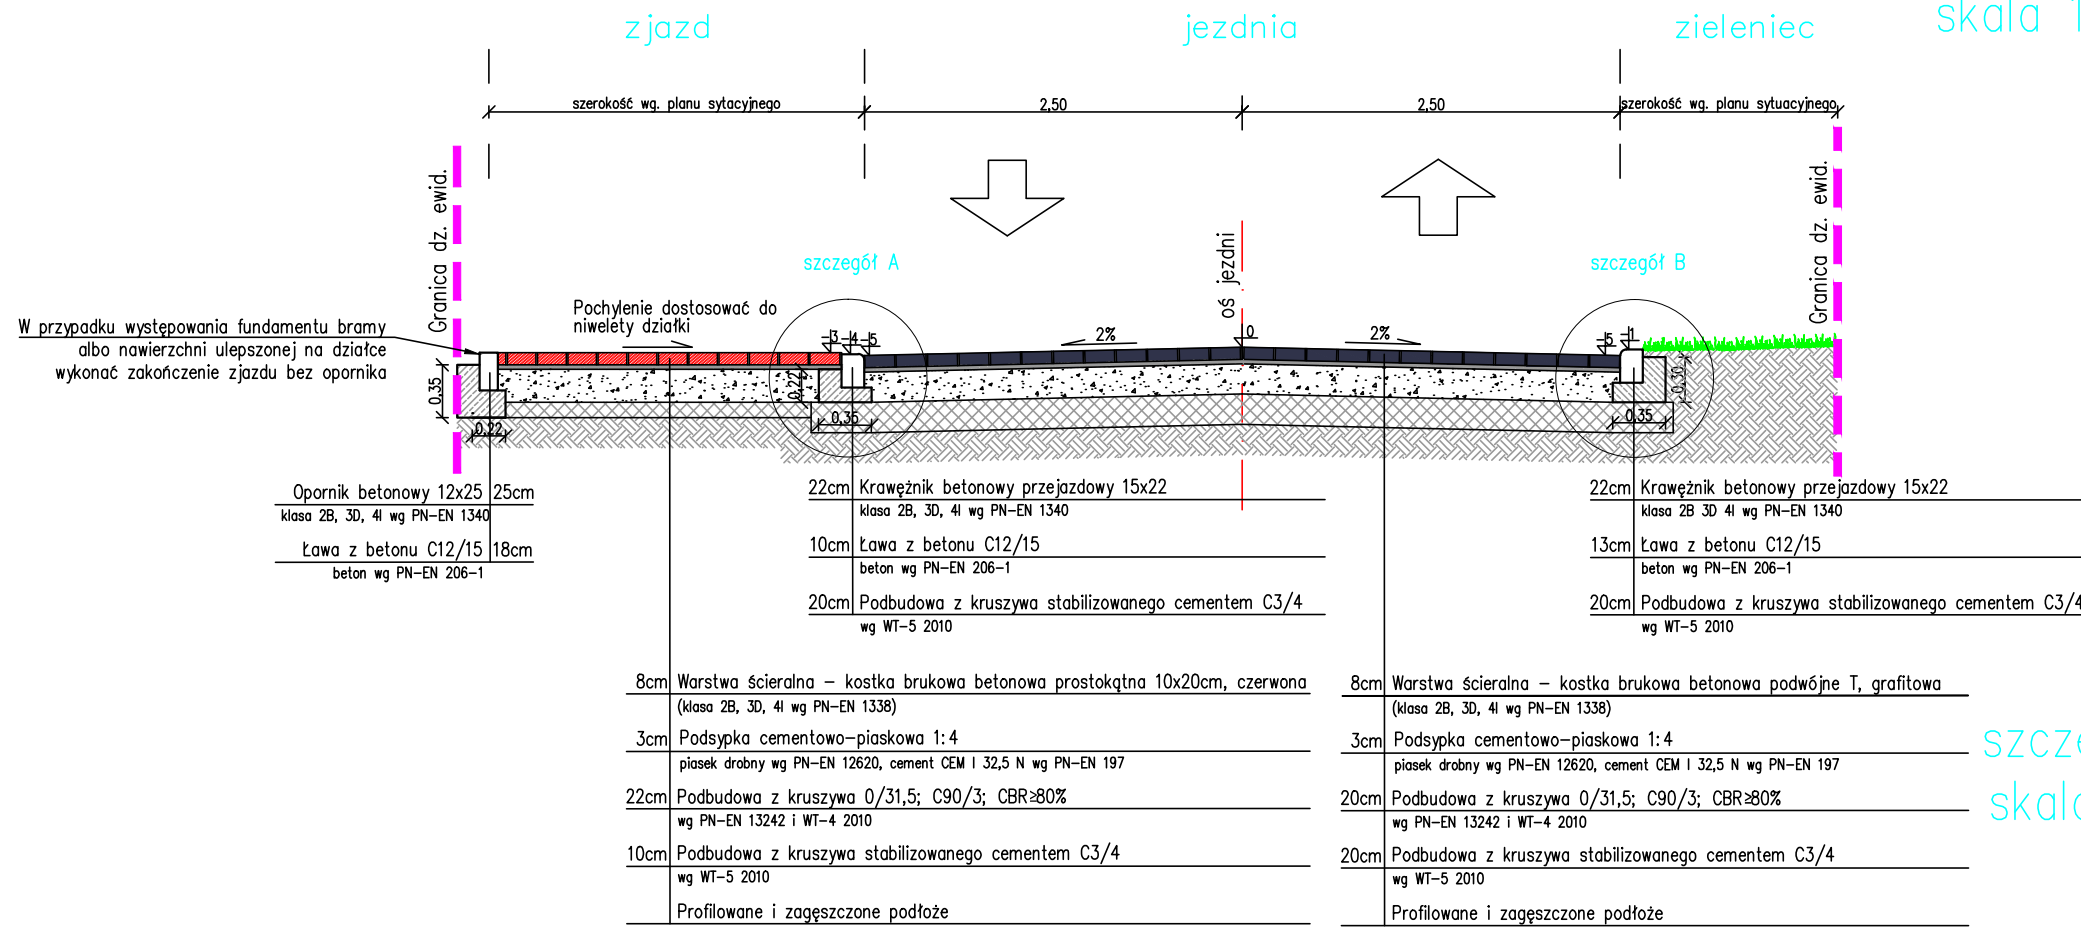 zjazd
jezdnia
zieleniec
skala 1
szerokość wg. planu sytacyjnego
2,50
2,50
szerokość wg. planu sytuacyjnego
Granica dz. ewid.
Granica dz. ewid.
oś jezdni
szczegół A
szczegół B
W przypadku występowania fundamentu bramy
albo nawierzchni ulepszonej na działce
wykonać zakończenie zjazdu bez opornika
Pochylenie dostosować do
niwelety działki
-3
-4
-5
2%
0
2%
-5
-1
0,35
0,22
0,22
0,35
0,30
0,35
Opornik betonowy 12x25 25cm
klasa 2B, 3D, 4I wg PN-EN 1340
Ława z betonu C12/15 18cm
beton wg PN-EN 206-1
22cm Krawężnik betonowy przejazdowy 15x22
klasa 2B, 3D, 4I wg PN-EN 1340
10cm Ława z betonu C12/15
beton wg PN-EN 206-1
20cm Podbudowa z kruszywa stabilizowanego cementem C3/4
wg WT-5 2010
22cm Krawężnik betonowy przejazdowy 15x22
klasa 2B 3D 4I wg PN-EN 1340
13cm Ława z betonu C12/15
beton wg PN-EN 206-1
20cm Podbudowa z kruszywa stabilizowanego cementem C3/4
wg WT-5 2010
8cm Warstwa ścieralna - kostka brukowa betonowa prostokątna 10x20cm, czerwona
(klasa 2B, 3D, 4I wg PN-EN 1338)
3cm Podsypka cementowo-piaskowa 1:4
piasek drobny wg PN-EN 12620, cement CEM I 32,5 N wg PN-EN 197
22cm Podbudowa z kruszywa 0/31,5; C90/3; CBR≥80%
wg PN-EN 13242 i WT-4 2010
10cm Podbudowa z kruszywa stabilizowanego cementem C3/4
wg WT-5 2010
Profilowane i zagęszczone podłoże
8cm Warstwa ścieralna - kostka brukowa betonowa podwójne T, grafitowa
(klasa 2B, 3D, 4I wg PN-EN 1338)
3cm Podsypka cementowo-piaskowa 1:4
piasek drobny wg PN-EN 12620, cement CEM I 32,5 N wg PN-EN 197
20cm Podbudowa z kruszywa 0/31,5; C90/3; CBR≥80%
wg PN-EN 13242 i WT-4 2010
20cm Podbudowa z kruszywa stabilizowanego cementem C3/4
wg WT-5 2010
Profilowane i zagęszczone podłoże